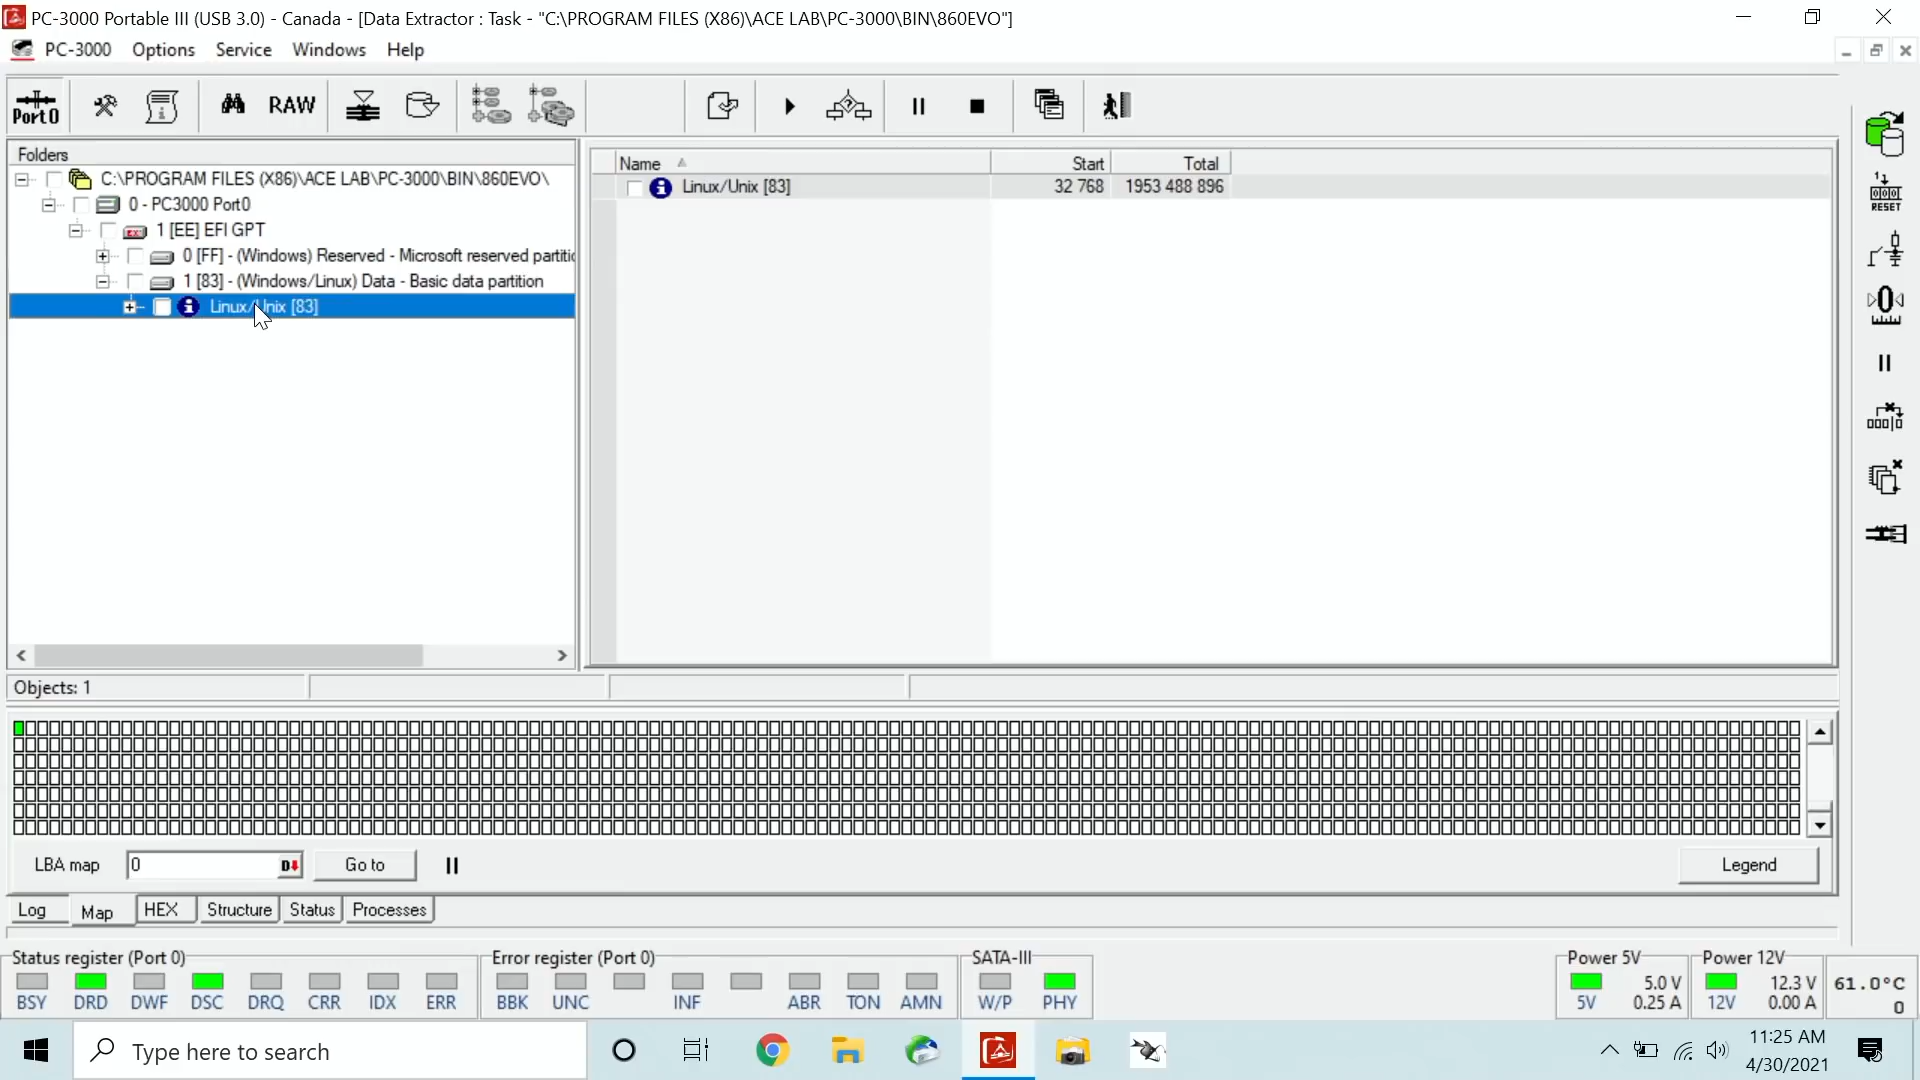 PC-3000 Portable III (USB 3.0) - Canada - [Data Extractor : Task - "C:\PROGRAM FILES (X86)\ACE LAB\PC-3000\BIN\860EVO"]
PC-3000 Options Service Windows Help
Port 0 RAW
Folders
C:\PROGRAM FILES (X86)\ACE LAB\PC-3000\BIN\860EVO\
0 - PC3000 Port0
1 [EE] EFI GPT
0 [FF] - (Windows) Reserved - Microsoft reserved
1 [83] - (Windows/Linux) Data - Basic data partition
Linux/Unix [83]
Name Start Total
Linux/Unix [83] 32 768 1953 488 896
RESET
Objects: 1
LBA map 0 Go to Legend
Log Map HEX Structure Status Processes
Status register (Port 0) Error register (Port 0) SATA-III Power 5V Power 12V
BSY DRD DWF DSC DRQ CRR IDX ERR BBK UNC INF ABR TON AMN W/P PHY
5V 5.0 V 0.25 A
12V 12.3 V 0.00 A
61.0°C
0
Type here to search
11:25 AM
4/30/2021